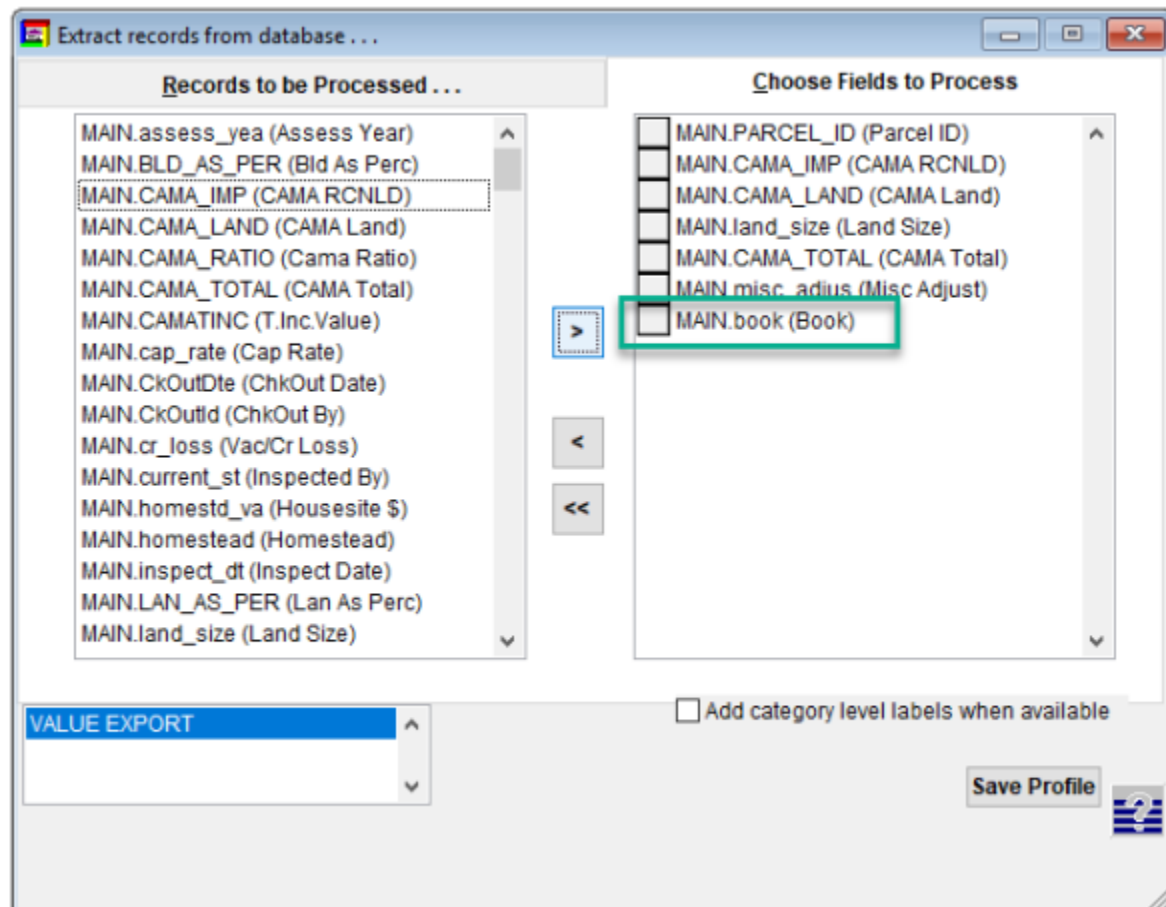 Extract records from database . . .
Records to be Processed . . .
Choose Fields to Process
MAIN.assess_yea (Assess Year)
MAIN.BLD_AS_PER (Bld As Perc)
MAIN.CAMA_IMP (CAMA RCNLD)
MAIN.CAMA_LAND (CAMA Land)
MAIN.CAMA_RATIO (Cama Ratio)
MAIN.CAMA_TOTAL (CAMA Total)
MAIN.CAMATINC (T.Inc.Value)
MAIN.cap_rate (Cap Rate)
MAIN.CkOutDte (ChkOut Date)
MAIN.CkOutId (ChkOut By)
MAIN.cr_loss (Vac/Cr Loss)
MAIN.current_st (Inspected By)
MAIN.homestd_va (Housesite $)
MAIN.homestead (Homestead)
MAIN.inspect_dt (Inspect Date)
MAIN.LAN_AS_PER (Lan As Perc)
MAIN.land_size (Land Size)
>
<
<<
MAIN.PARCEL_ID (Parcel ID)
MAIN.CAMA_IMP (CAMA RCNLD)
MAIN.CAMA_LAND (CAMA Land)
MAIN.land_size (Land Size)
MAIN.CAMA_TOTAL (CAMA Total)
MAIN.misc_adjus (Misc Adjust)
MAIN.book (Book)
VALUE EXPORT
Add category level labels when available
Save Profile
?